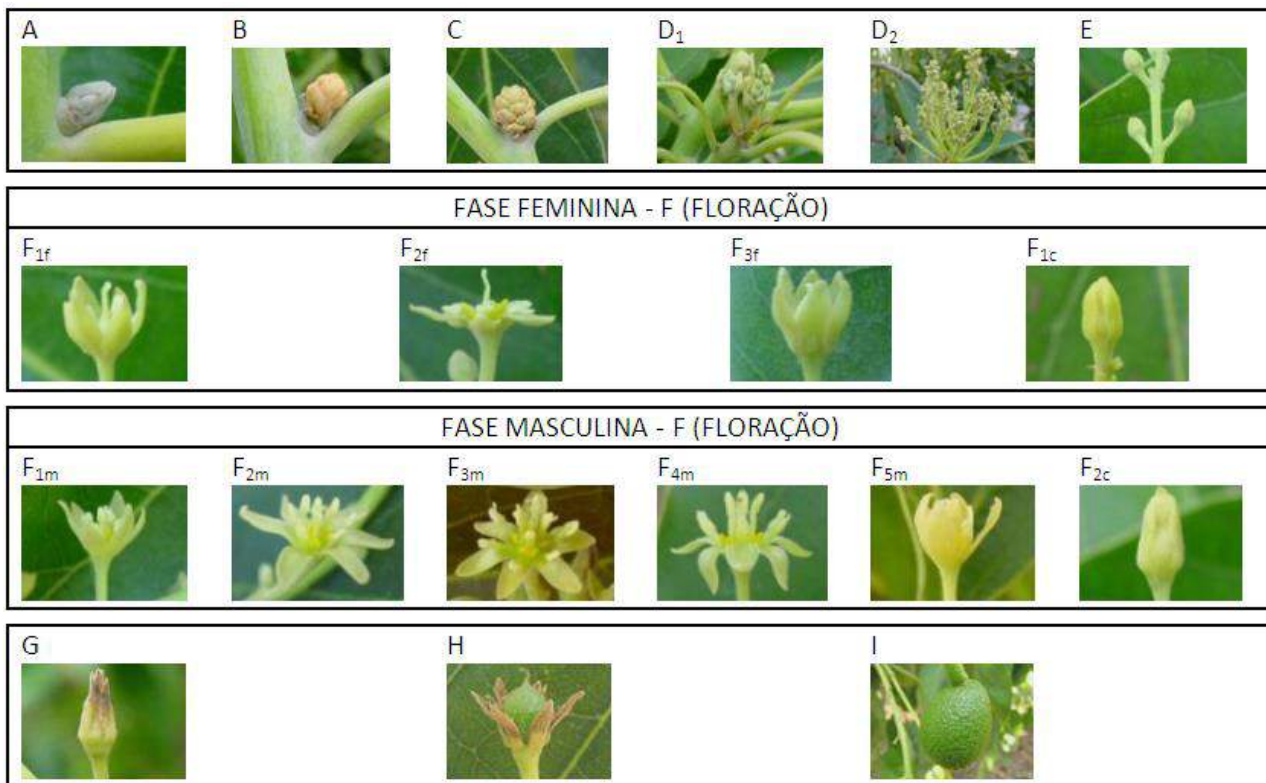 A B C D₁ D₂ E
FASE FEMININA - F (FLORAÇÃO)
F₁f F₂f F₃f F₁c
FASE MASCULINA - F (FLORAÇÃO)
F₁m F₂m F₃m F₄m F₅m F₂c
G H I